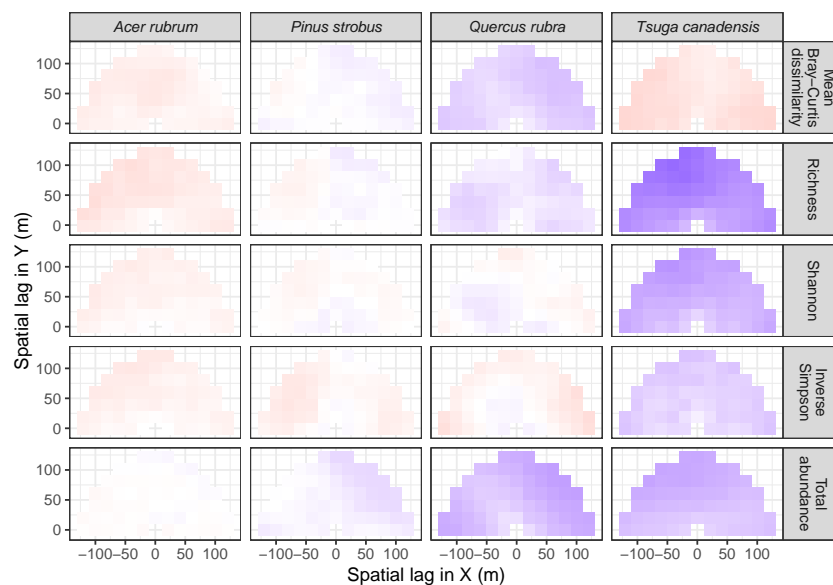 Acer rubrum Pinus strobus Quercus rubra Tsuga canadensis
Spatial lag in Y (m)
100
50
0
Mean
Bray−Curtis
dissimilarity
100
50
0
Richness
100
50
0
Shannon
100
50
0
Inverse
Simpson
100
50
0
Total
abundance
−100−50 0 50 100 −100−50 0 50 100 −100−50 0 50 100 −100−50 0 50 100
Spatial lag in X (m)